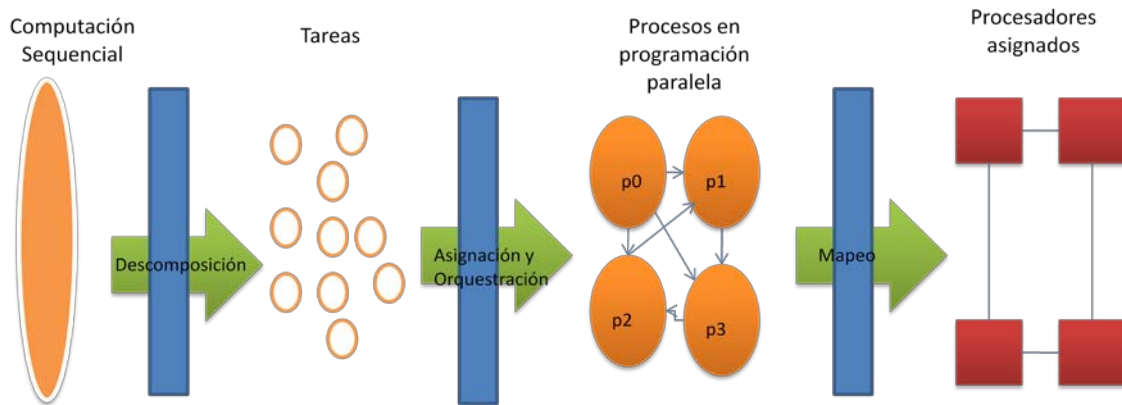 Computación
Sequencial
Tareas
Procesos en
programación
paralela
Procesadores
asignados
Descomposición
Asignación y
Orquestración
p0
p1
p2
p3
Mapeo